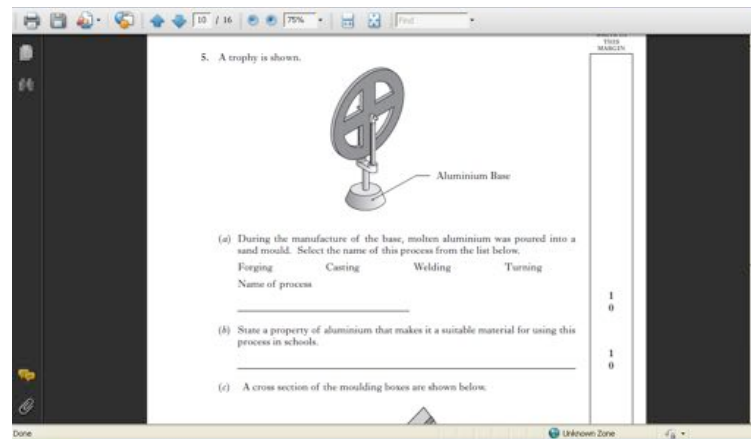 10 / 16
75%
Find
THIS
MARGIN
5. A trophy is shown.
Aluminium Base
(a) During the manufacture of the base, molten aluminium was poured into a
sand mould. Select the name of this process from the list below.
Forging Casting Welding Turning
Name of process
1
0
(b) State a property of aluminium that makes it a suitable material for using this
process in schools.
1
0
(c) A cross section of the moulding boxes are shown below.
Done
Unknown Zone